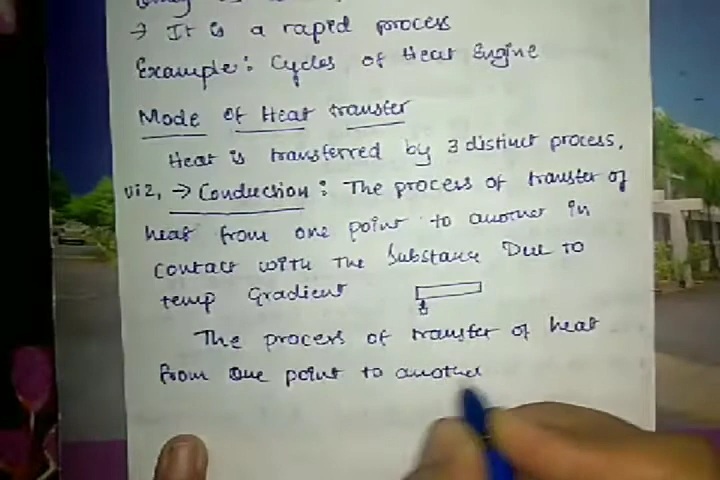 → It is a rapid process
Example: Cycles of Heat Engine
Mode of Heat transfer
Heat is transferred by 3 distinct process.
viz, → Conduction: The process of transfer of
heat from one point to another in
contact with the substance Due to
temp Gradient
The process of transfer of heat
from one point to another